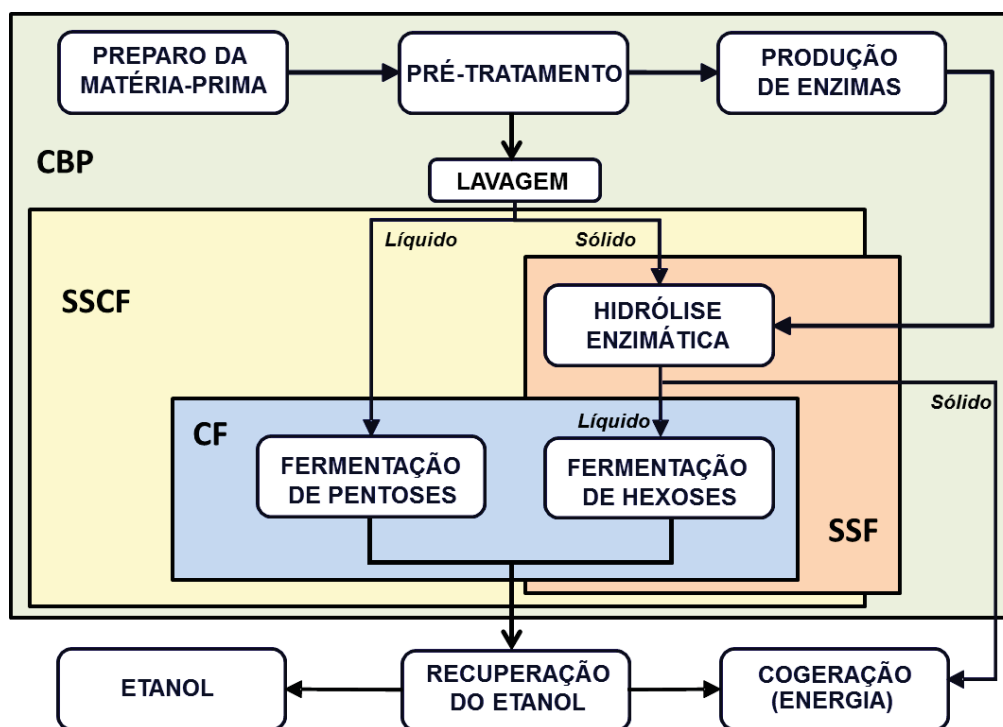 PREPARO DA
MATÉRIA-PRIMA
PRÉ-TRATAMENTO
PRODUÇÃO
DE ENZIMAS
CBP
LAVAGEM
Líquido
Sólido
SSCF
HIDRÓLISE
ENZIMÁTICA
Sólido
CF
Líquido
FERMENTAÇÃO
DE PENTOSES
FERMENTAÇÃO
DE HEXOSES
SSF
ETANOL
RECUPERAÇÃO
DO ETANOL
COGERAÇÃO
(ENERGIA)